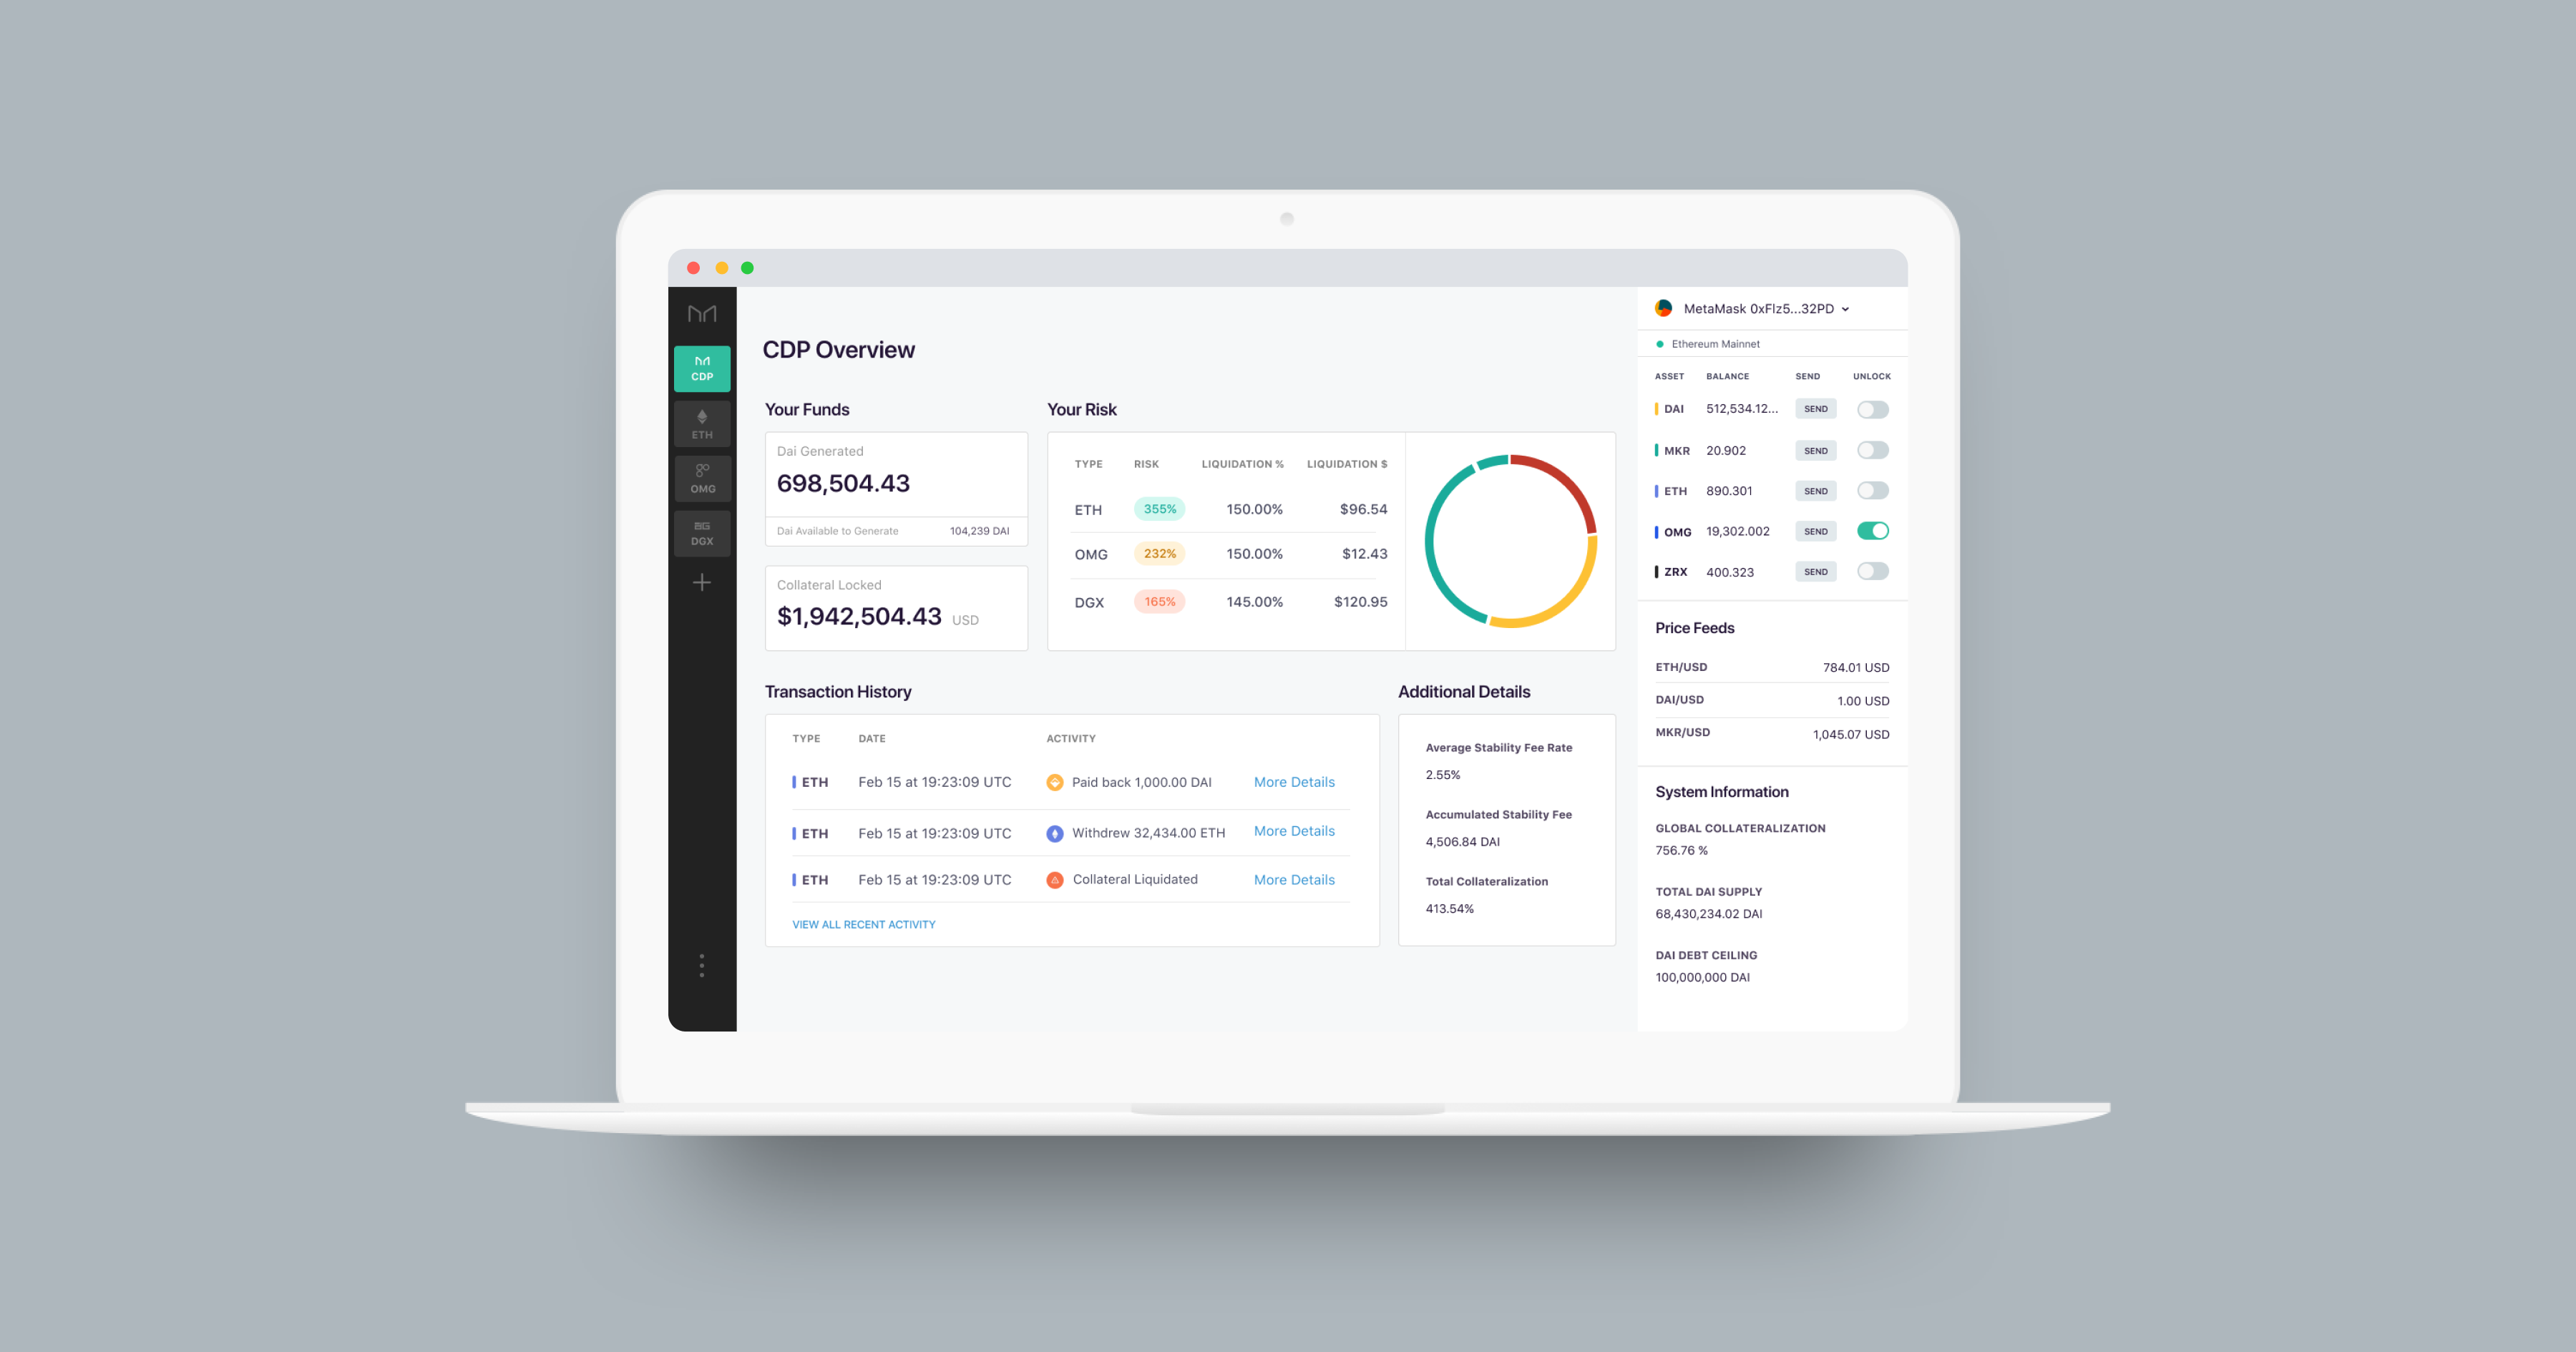 CDP
ETH
OMG
DGX
CDP Overview
Your Funds
Dai Generated
698,504.43
Dai Available to Generate 104,239 DAI
Collateral Locked
$1,942,504.43 USD
Your Risk
TYPE RISK LIQUIDATION % LIQUIDATION $
ETH 355% 150.00% $96.54
OMG 232% 150.00% $12.43
DGX 165% 145.00% $120.95
Transaction History
TYPE DATE ACTIVITY
ETH Feb 15 at 19:23:09 UTC Paid back 1,000.00 DAI More Details
ETH Feb 15 at 19:23:09 UTC Withdrew 32,434.00 ETH More Details
ETH Feb 15 at 19:23:09 UTC Collateral Liquidated More Details
VIEW ALL RECENT ACTIVITY
Additional Details
Average Stability Fee Rate
2.55%
Accumulated Stability Fee
4,506.84 DAI
Total Collateralization
413.54%
MetaMask 0xFlz5...32PD
Ethereum Mainnet
ASSET BALANCE SEND UNLOCK
DAI 512,534.12... SEND
MKR 20.902 SEND
ETH 890.301 SEND
OMG 19,302.002 SEND
ZRX 400.323 SEND
Price Feeds
ETH/USD 784.01 USD
DAI/USD 1.00 USD
MKR/USD 1,045.07 USD
System Information
GLOBAL COLLATERALIZATION
756.76 %
TOTAL DAI SUPPLY
68,430,234.02 DAI
DAI DEBT CEILING
100,000,000 DAI